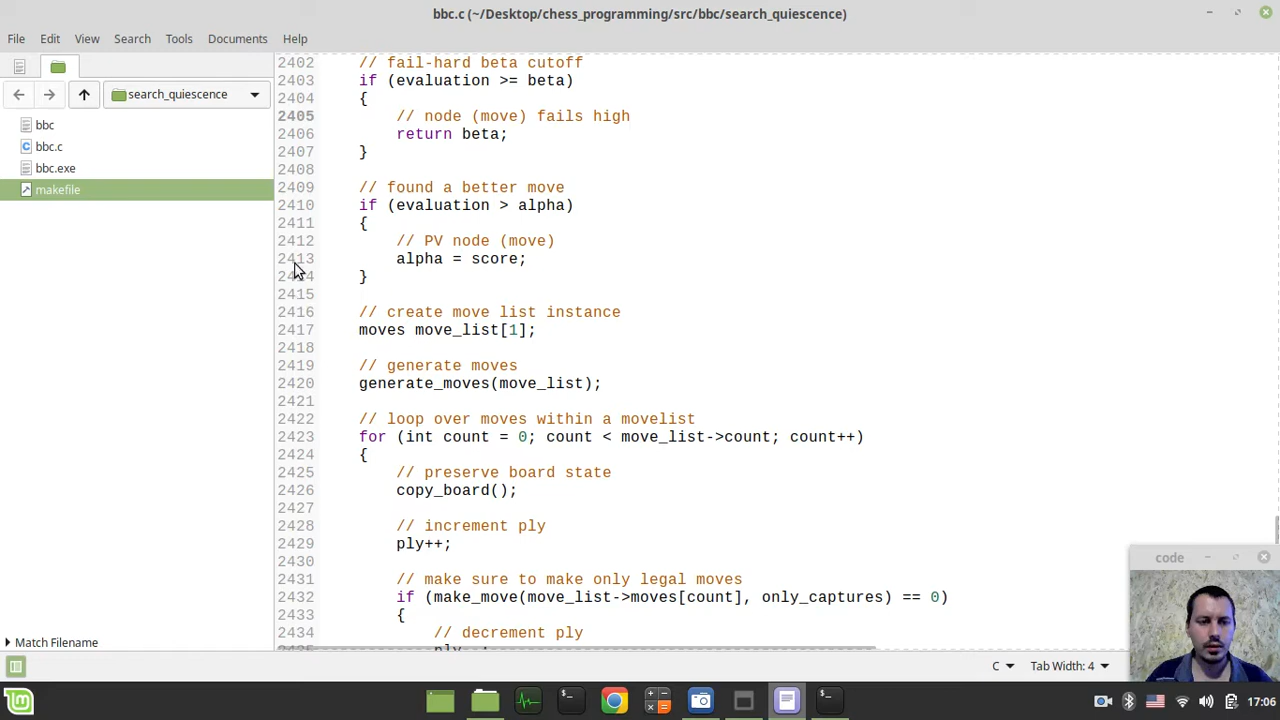 bbc.c (~/Desktop/chess_programming/src/bbc/search_quiescence)
File Edit View Search Tools Documents Help
search_quiescence
bbc
bbc.c
bbc.exe
makefile
Match Filename
2402 // fail-hard beta cutoff
2403 if (evaluation >= beta)
2404 {
2405 // node (move) fails high
2406 return beta;
2407 }
2408
2409 // found a better move
2410 if (evaluation > alpha)
2411 {
2412 // PV node (move)
2413 alpha = score;
2414 }
2415
2416 // create move list instance
2417 moves move_list[1];
2418
2419 // generate moves
2420 generate_moves(move_list);
2421
2422 // loop over moves within a movelist
2423 for (int count = 0; count < move_list->count; count++)
2424 {
2425 // preserve board state
2426 copy_board();
2427
2428 // increment ply
2429 ply++;
2430
2431 // make sure to make only legal moves
2432 if (make_move(move_list->moves[count], only_captures) == 0)
2433 {
2434 // decrement ply
code
C Tab Width: 4
17:06